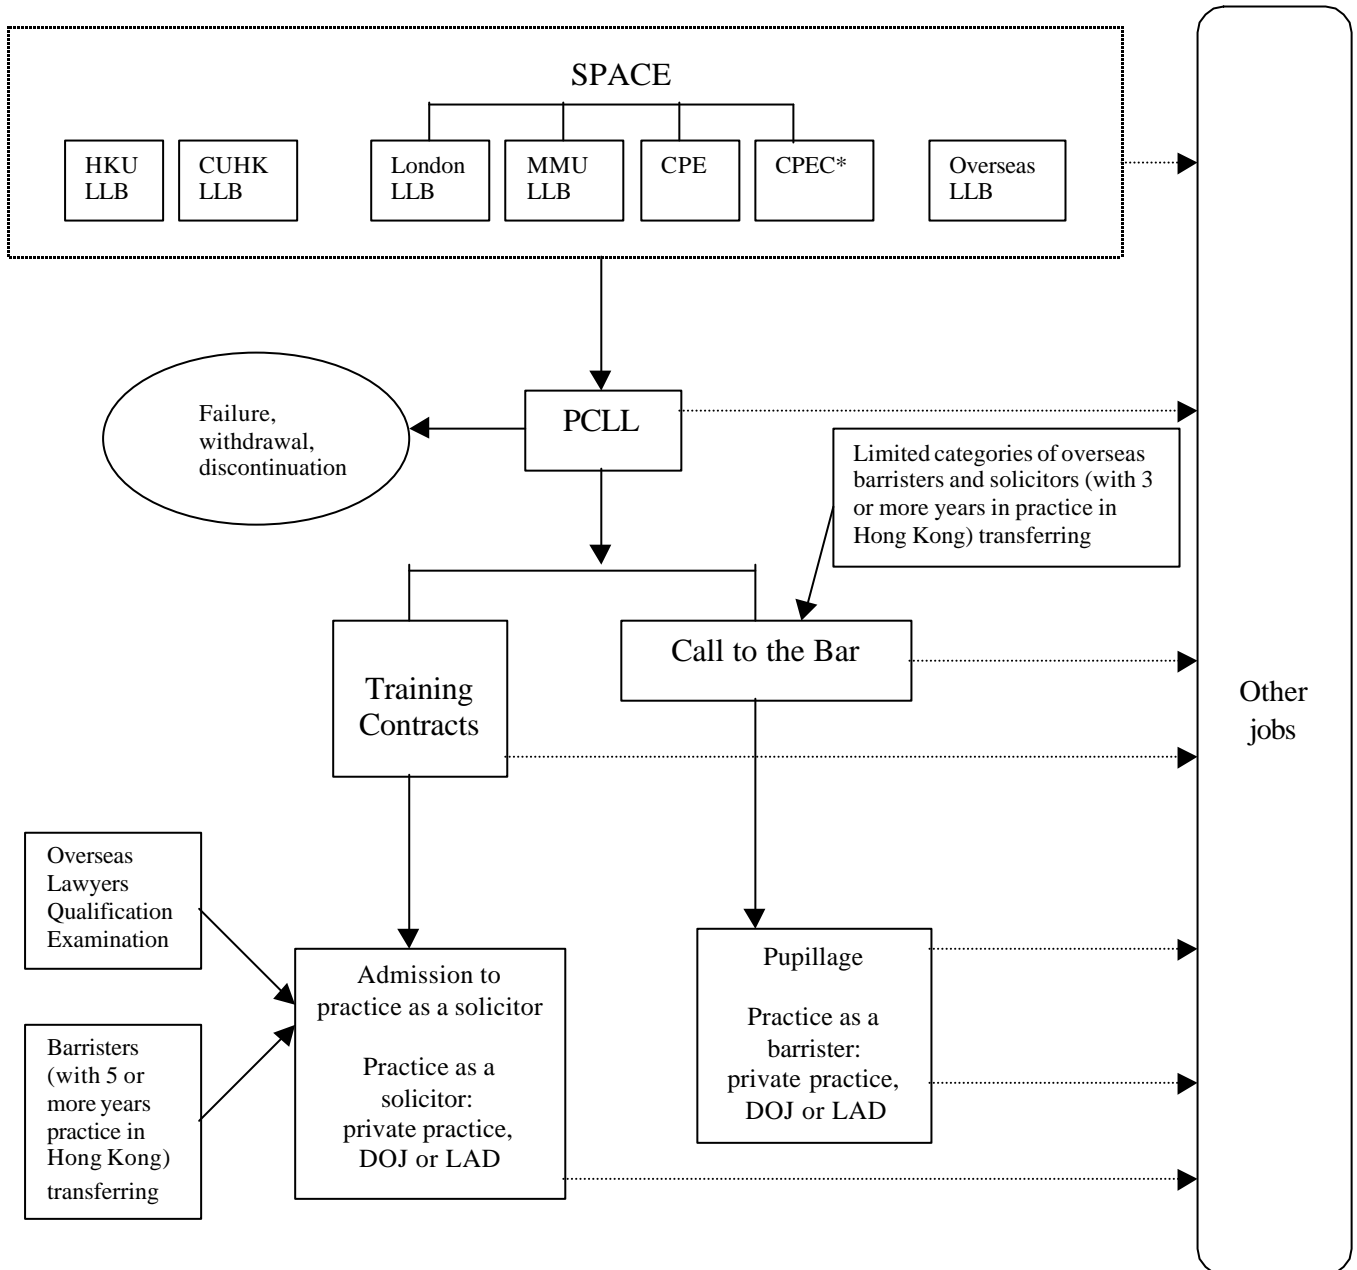 SPACE
HKU
LLB
CUHK
LLB
London
LLB
MMU
LLB
CPE
CPEC*
Overseas
LLB
Failure,
withdrawal,
discontinuation
PCLL
Limited categories of overseas
barristers and solicitors (with 3
or more years in practice in
Hong Kong) transferring
Training
Contracts
Call to the Bar
Other
jobs
Overseas
Lawyers
Qualification
Examination
Barristers
(with 5 or
more years
practice in
Hong Kong)
transferring
Admission to
practice as a solicitor
Practice as a
solicitor:
private practice,
DOJ or LAD
Pupillage
Practice as a
barrister:
private practice,
DOJ or LAD